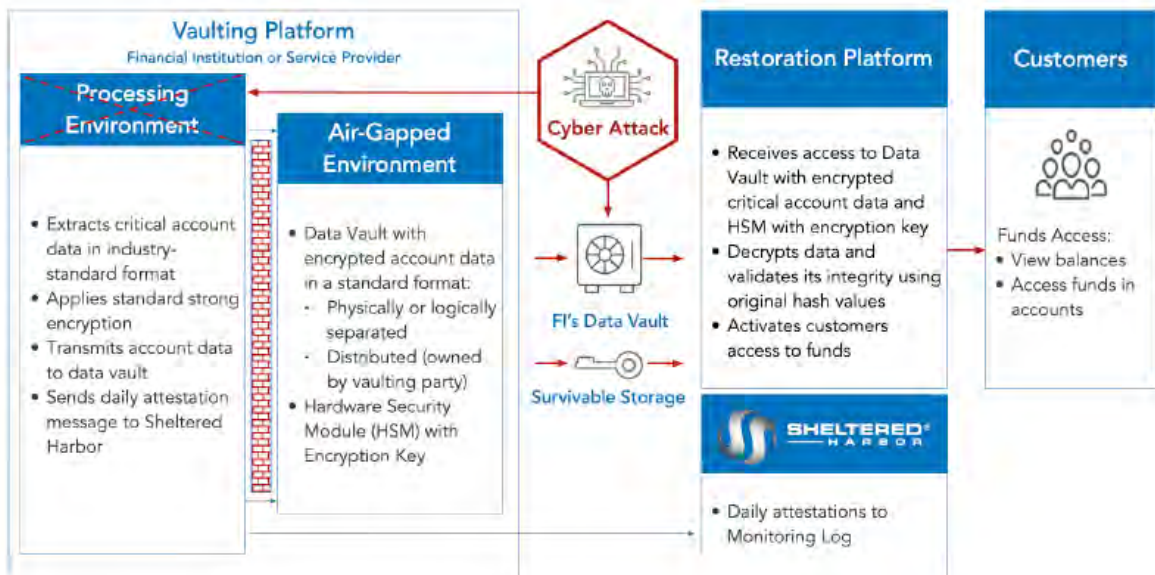 Vaulting Platform
Financial Institution or Service Provider
Processing
Environment
• Extracts critical account
data in industry-
standard format
• Applies standard strong
encryption
• Transmits account data
to data vault
• Sends daily attestation
message to Sheltered
Harbor
Air-Gapped
Environment
• Data Vault with
encrypted account data
in a standard format:
- Physically or logically
separated
- Distributed (owned
by vaulting party)
• Hardware Security
Module (HSM) with
Encryption Key
Cyber Attack
FI's Data Vault
Survivable Storage
Restoration Platform
• Receives access to Data
Vault with encrypted
critical account data and
HSM with encryption key
• Decrypts data and
validates its integrity using
original hash values
• Activates customers
access to funds
SHELTERED®
HARBOR
• Daily attestations to
Monitoring Log
Customers
Funds Access:
• View balances
• Access funds in
accounts